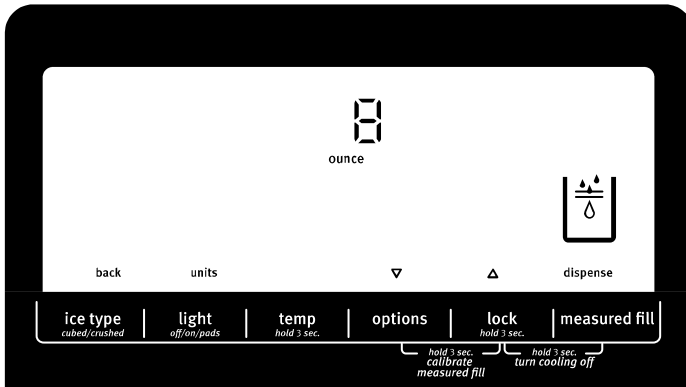 8
ounce
back units ▽ △ dispense
ice type light temp options lock measured fill
cubed/crushed off/on/pads hold 3 sec. hold 3 sec.
hold 3 sec. hold 3 sec.
calibrate turn cooling off
measured fill